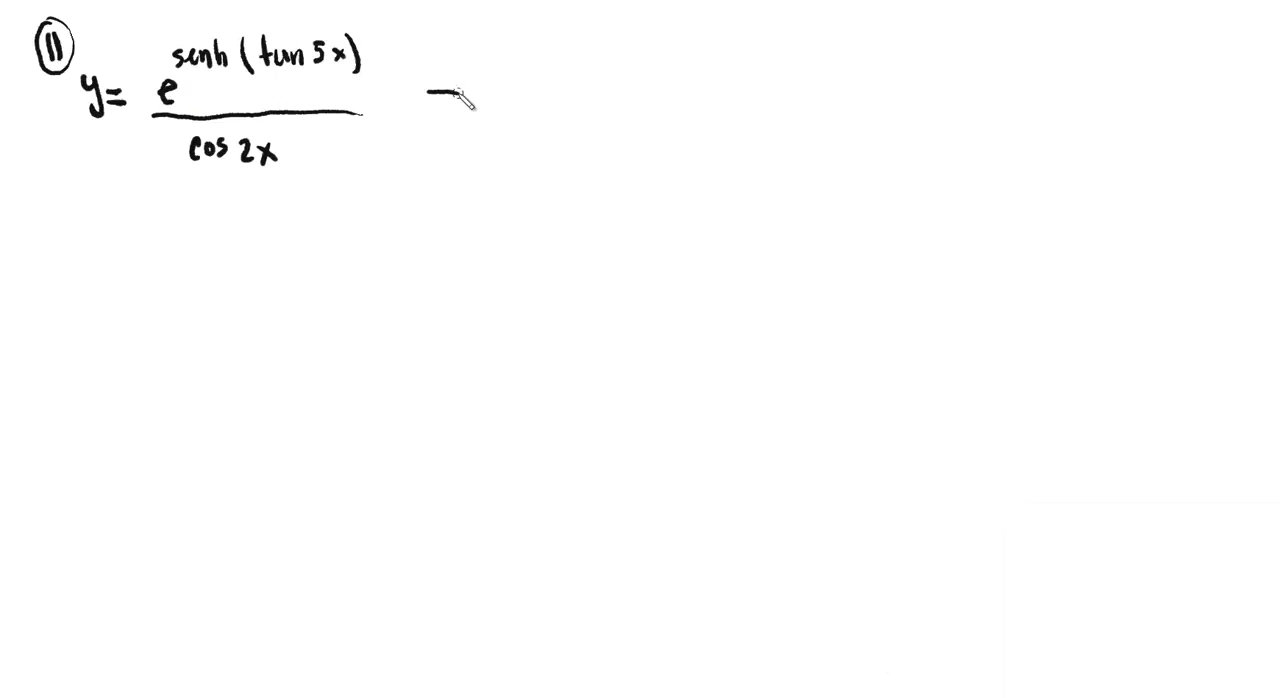 ⑪
y = e^senh (tan 5x)
cos 2x